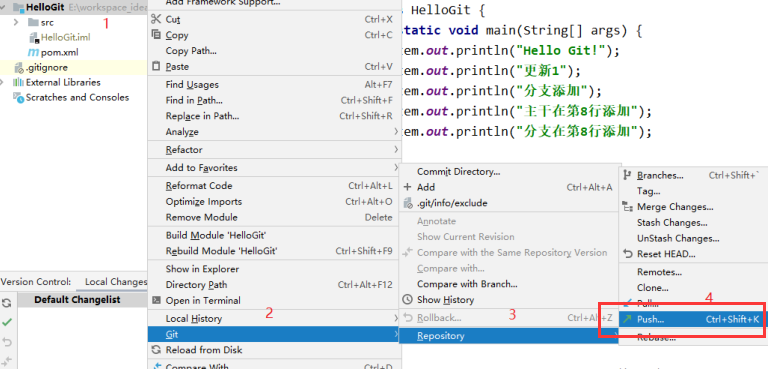 HelloGit E:\workspace_idea
src
HelloGit.iml
pom.xml
.gitignore
External Libraries
Scratches and Consoles
1
Add Framework Support...
Cut Ctrl+X
Copy Ctrl+C
Copy Path...
Paste Ctrl+V
Find Usages Alt+F7
Find in Path... Ctrl+Shift+F
Replace in Path... Ctrl+Shift+R
Analyze
Refactor
Add to Favorites
Reformat Code Ctrl+Alt+L
Optimize Imports Ctrl+Alt+O
Remove Module Delete
Build Module 'HelloGit'
Rebuild Module 'HelloGit' Ctrl+Shift+F9
Show in Explorer
Directory Path Ctrl+Alt+F12
Open in Terminal
2
Local History
Git
Reload from Disk
Compare With... Ctrl+D
s HelloGit {
static void main(String[] args) {
tem.out.println("Hello Git!");
tem.out.println("更新1");
tem.out.println("分支添加");
tem.out.println("主干在第8行添加");
tem.out.println("分支在第8行添加");
Commit Directory...
Add Ctrl+Alt+A
.git/info/exclude
Annotate
Show Current Revision
Compare with the Same Repository Version
Compare with...
Compare with Branch...
Show History
Rollback... Ctrl+Alt+Z
3
Repository
Branches... Ctrl+Shift+`
Tag...
Merge Changes...
Stash Changes...
UnStash Changes...
Reset HEAD...
Remotes...
Clone...
Pull...
4
Push... Ctrl+Shift+K
Rebase...
Version Control: Local Changes
Default Changelist